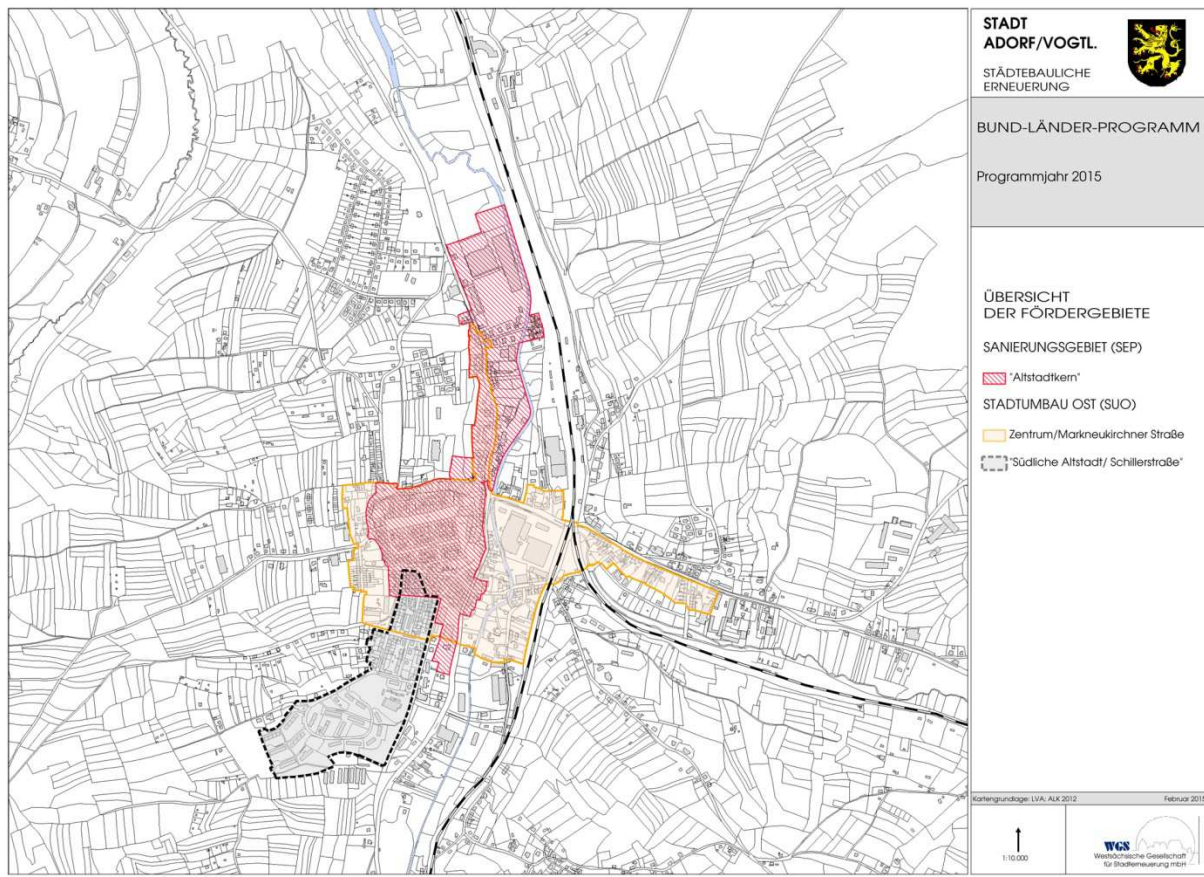 STADT
ADORF/VOGTL.
STÄDTEBAULICHE
ERNEUERUNG
BUND-LÄNDER-PROGRAMM
Programmjahr 2015
ÜBERSICHT
DER FÖRDERGEBIETE
SANIERUNGSGEBIET (SEP)
"Altstadtkern"
STADTUMBAU OST (SUO)
Zentrum/Markneukirchner Straße
"Südliche Altstadt/ Schillerstraße"
Kartengrundlage: LVA; ALK 2012 Februar 2015
1:10.000
WGS
Westsächsische Gesellschaft
für Stadterneuerung mbH